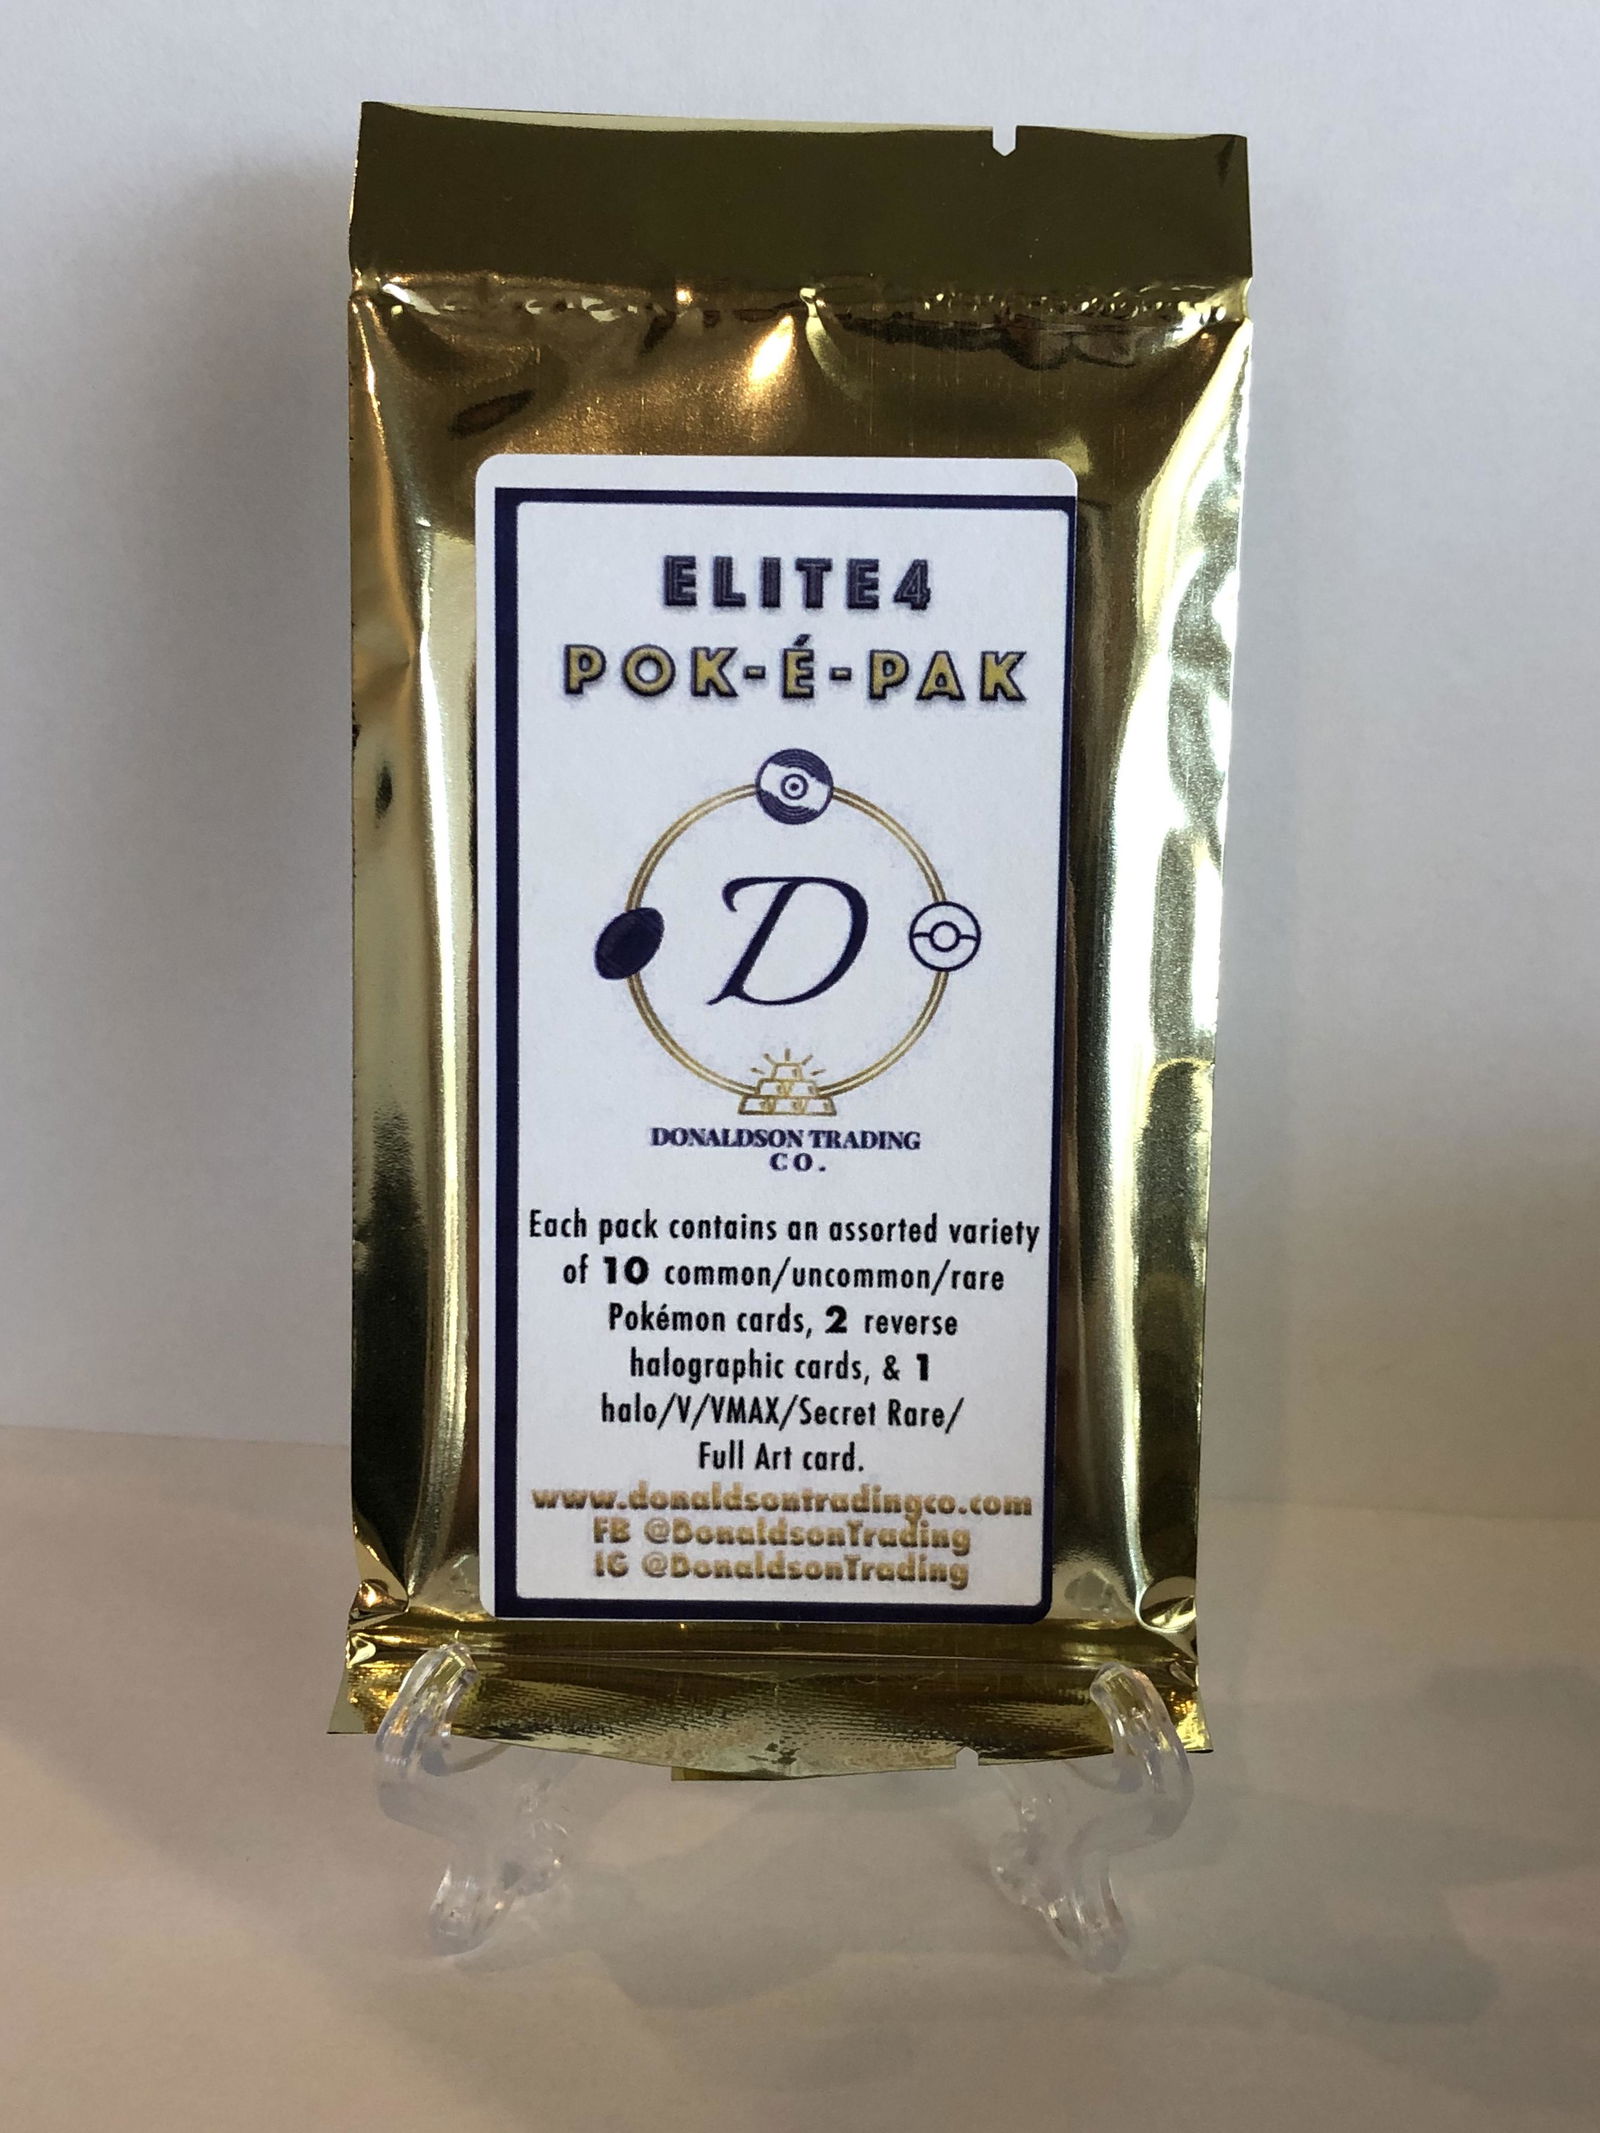 ELITE4
POK-É-PAK
D
DONALDSON TRADING
CO.
Each pack contains an assorted variety
of 10 common/uncommon/rare
Pokémon cards, 2 reverse
halographic cards, & 1
halo/V/VMAX/Secret Rare/
Full Art card.
www.donaldsontradingco.com
FB @DonaldsonTrading
IG @DonaldsonTrading